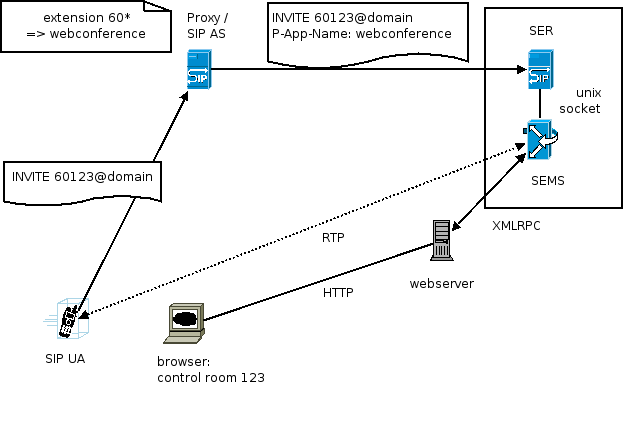 extension 60*
=> webconference
Proxy /
SIP AS
INVITE 60123@domain
P-App-Name: webconference
SER
SIP
SIP
unix
socket
INVITE 60123@domain
SEMS
RTP
XMLRPC
webserver
HTTP
SIP UA
browser:
control room 123